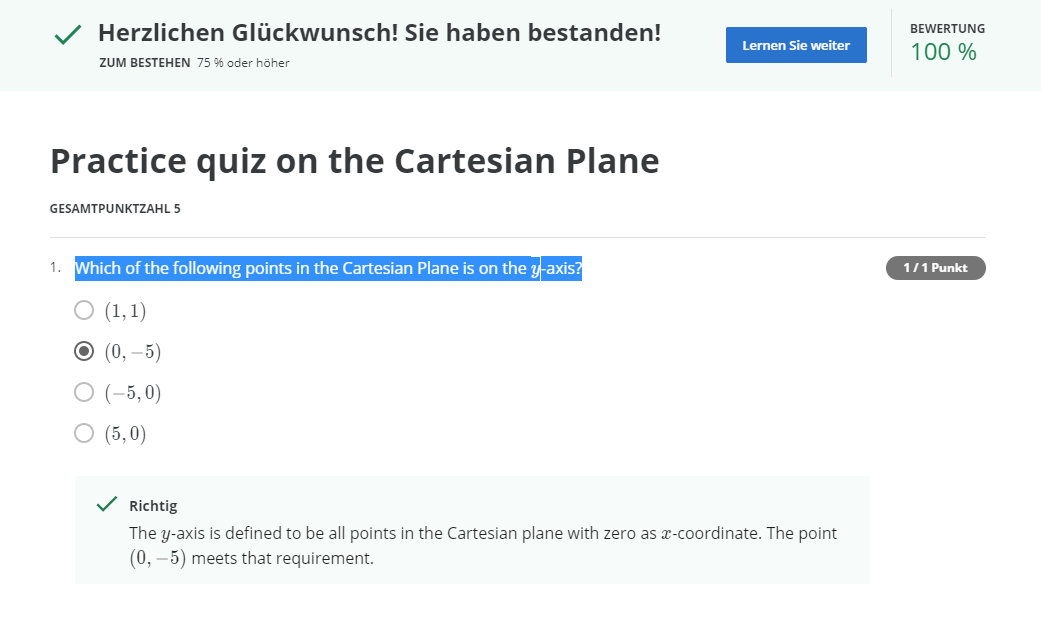 Herzlichen Glückwunsch! Sie haben bestanden!
ZUM BESTEHEN 75 % oder höher
Lernen Sie weiter
BEWERTUNG
100 %
Practice quiz on the Cartesian Plane
GESAMTPUNKTZAHL 5
1. Which of the following points in the Cartesian Plane is on the y-axis?
1 / 1 Punkt
(1, 1)
(0, −5)
(−5, 0)
(5, 0)
Richtig
The y-axis is defined to be all points in the Cartesian plane with zero as x-coordinate. The point
(0, −5) meets that requirement.